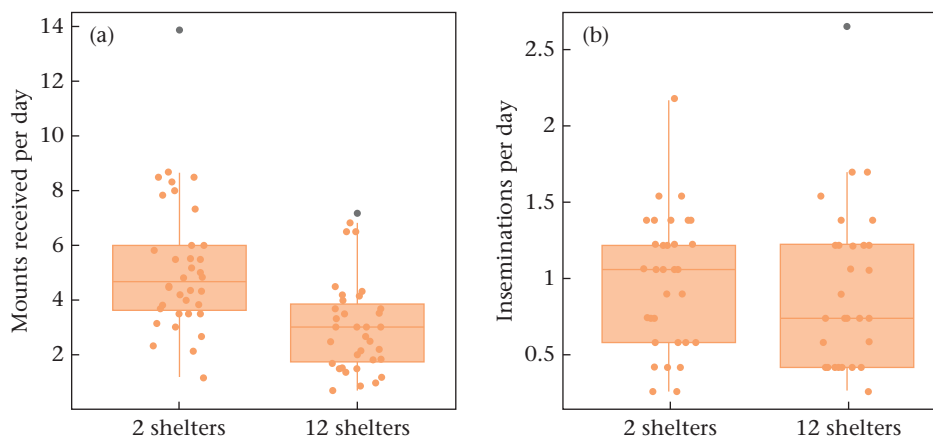 (a)
Mounts received per day
14
12
10
8
6
4
2
2 shelters
12 shelters
(b)
Inseminations per day
2.5
2
1.5
1
0.5
2 shelters
12 shelters